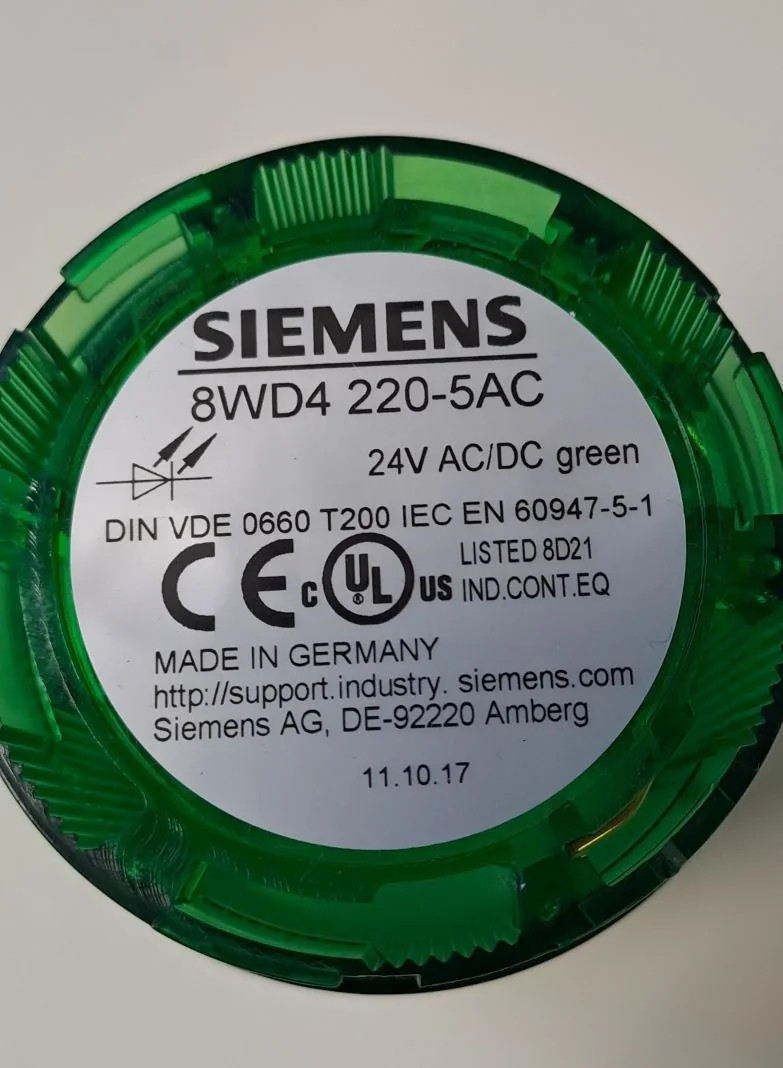 SIEMENS
8WD4 220-5AC
24V AC/DC green
DIN VDE 0660 T200 IEC EN 60947-5-1
CE c UL ® US LISTED 8D21
IND.CONT.EQ
MADE IN GERMANY
http://support.industry. siemens.com
Siemens AG, DE-92220 Amberg
11.10.17